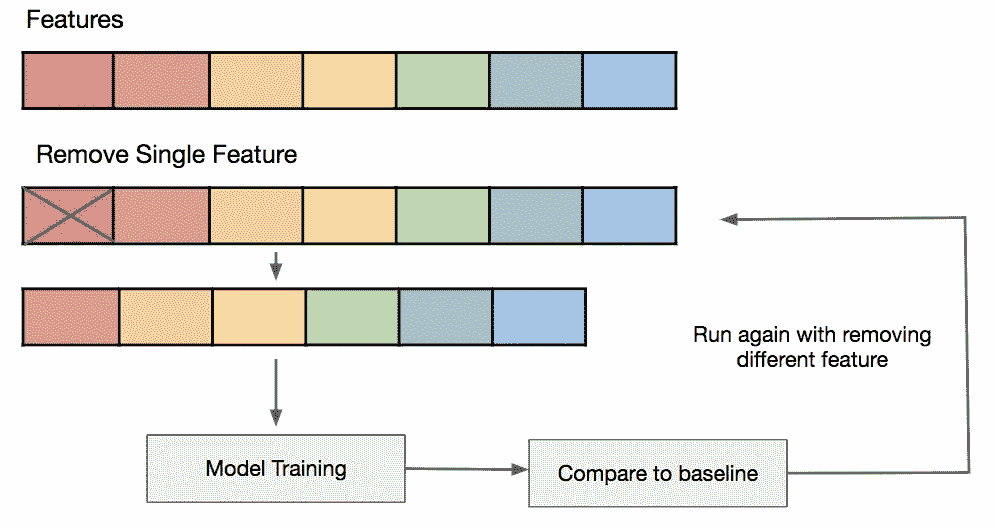 Features
Remove Single Feature
Run again with removing
different feature
Model Training
Compare to baseline